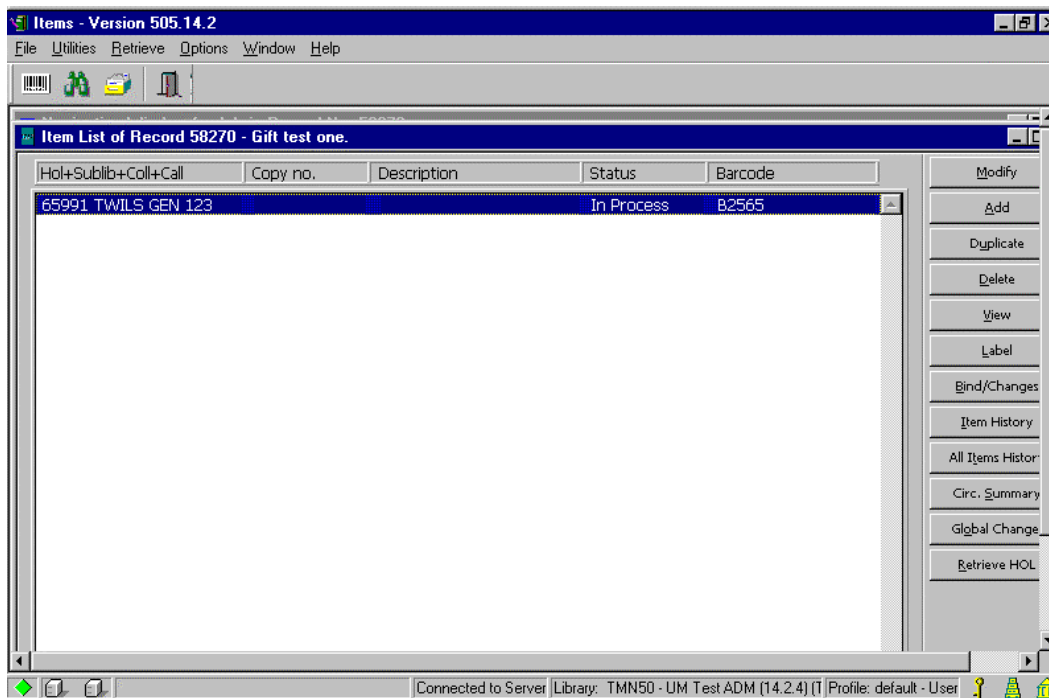 Items - Version 505.14.2
File Utilities Retrieve Options Window Help
Item List of Record 58270 - Gift test one.
Hol+Sublib+Coll+Call Copy no. Description Status Barcode
65991 TWILS GEN 123 In Process B2565
Modify
Add
Duplicate
Delete
View
Label
Bind/Changes
Item History
All Items Histor
Circ. Summary
Global Change
Retrieve HOL
Connected to Server Library: TMN50 - UM Test ADM (14.2.4) (T Profile: default - User